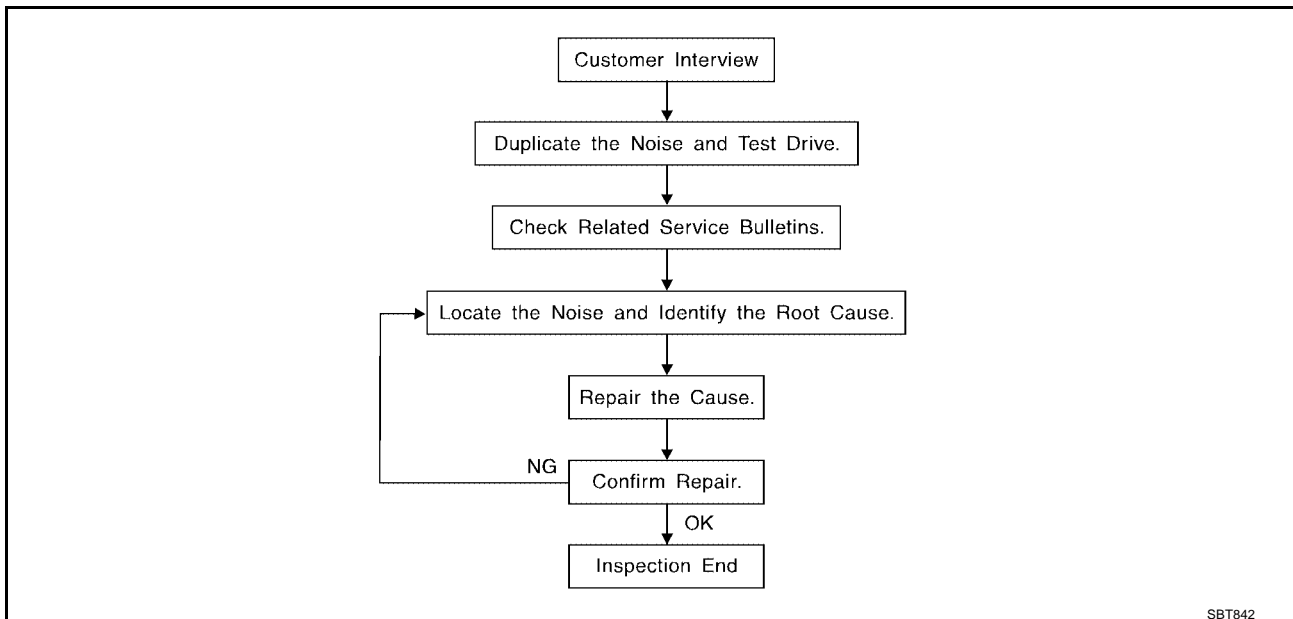 Customer Interview
Duplicate the Noise and Test Drive.
Check Related Service Bulletins.
Locate the Noise and Identify the Root Cause.
Repair the Cause.
NG
Confirm Repair.
OK
Inspection End
SBT842